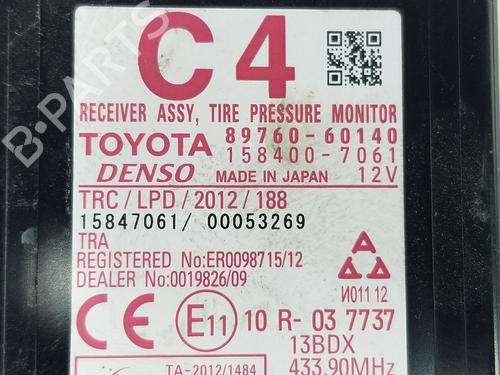 C4
RECEIVER ASSY, TIRE PRESSURE MONITOR
TOYOTA 89760-60140
DENSO 158400-7061
MADE IN JAPAN 12V
TRC/LPD/2012/188
15847061/ 00053269
TRA
REGISTERED No:ER0098715/12
DEALER No:0019826/09
И011 12
CE E11 10 R- 03 7737
13BDX
TA-2012/1484 433.90MHz
B-PARTS